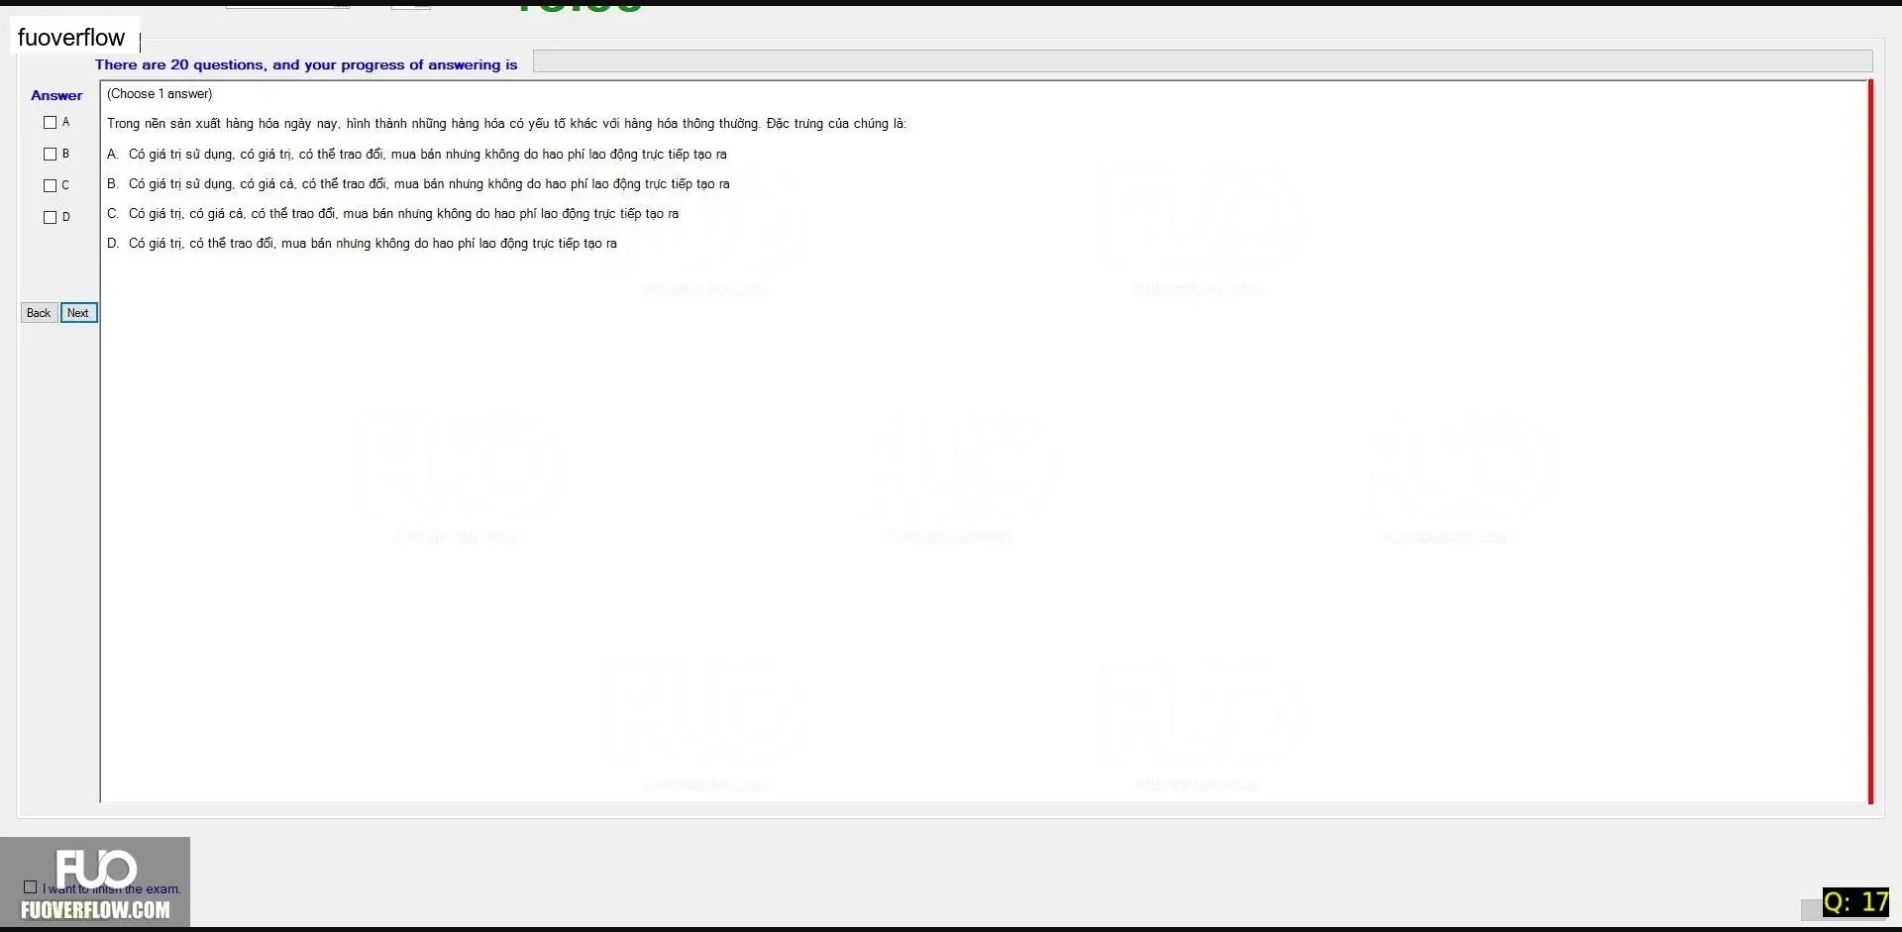 fuoverflow
There are 20 questions, and your progress of answering is
Answer
(Choose 1 answer)
A
Trong nền sản xuất hàng hóa ngày nay, hình thành những hàng hóa có yếu tố khác với hàng hóa thông thường. Đặc trưng của chúng là:
B
A. Có giá trị sử dụng, có giá trị, có thể trao đổi, mua bán nhưng không do hao phí lao động trực tiếp tạo ra
C
B. Có giá trị sử dụng, có giá cả, có thể trao đổi, mua bán nhưng không do hao phí lao động trực tiếp tạo ra
D
C. Có giá trị, có giá cả, có thể trao đổi, mua bán nhưng không do hao phí lao động trực tiếp tạo ra
D. Có giá trị, có thể trao đổi, mua bán nhưng không do hao phí lao động trực tiếp tạo ra
Back Next
FUO
I want to finish the exam.
FUOVERFLOW.COM
Q: 17